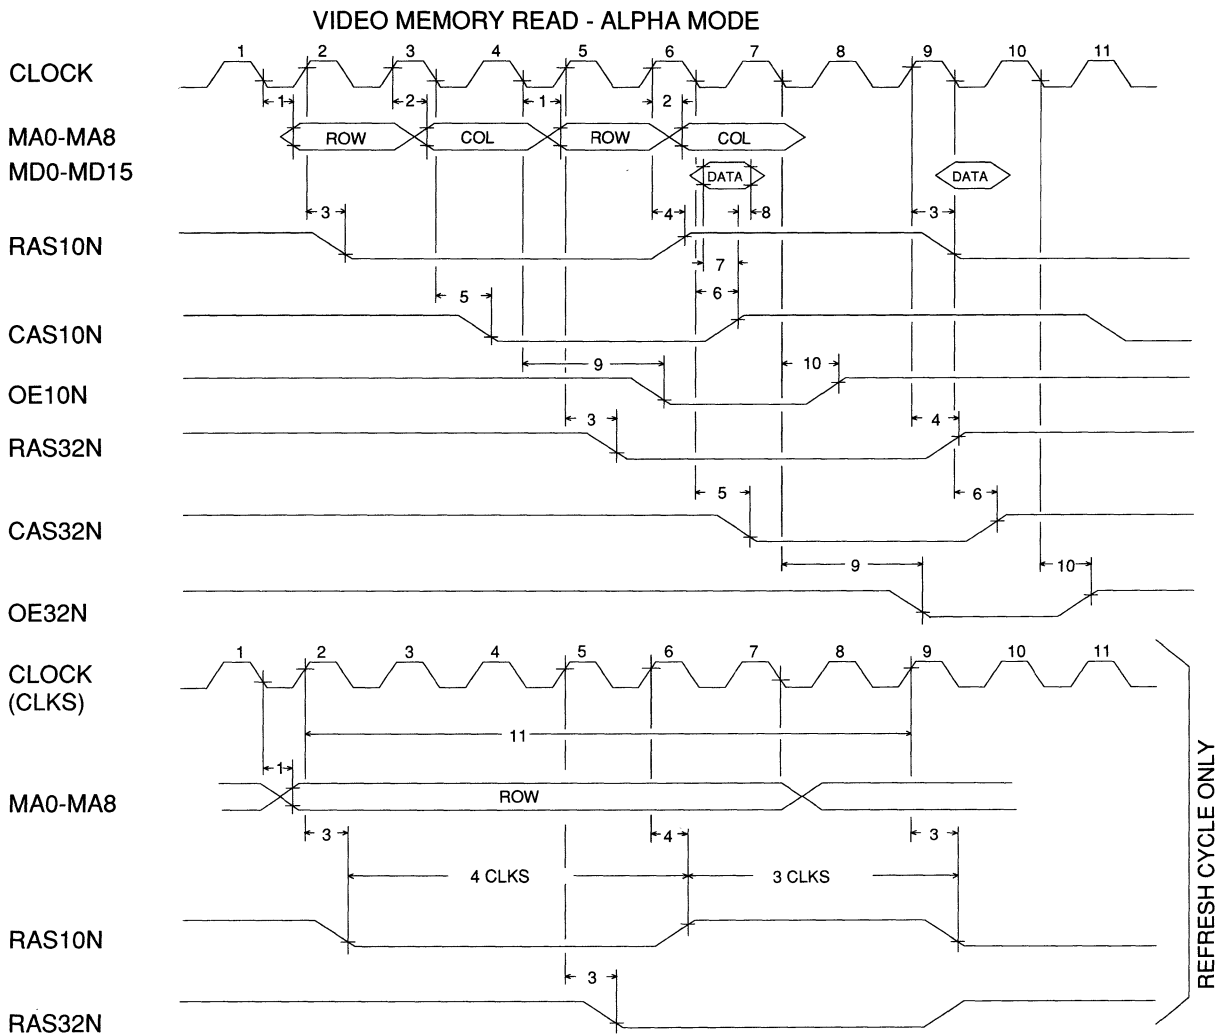 VIDEO MEMORY READ - ALPHA MODE
1 2 3 4 5 6 7 8 9 10 11
CLOCK
1 2 1 2
MA0-MA8 ROW COL ROW COL
MD0-MD15 DATA DATA
3 4 8 3
RAS10N
7
5 6
CAS10N
9 10
OE10N
3 4
RAS32N
5 6
CAS32N
9 10
OE32N
1 2 3 4 5 6 7 8 9 10 11
CLOCK
(CLKS)
11
1
MA0-MA8 ROW
3 4 3
4 CLKS 3 CLKS
RAS10N
3
RAS32N
REFRESH CYCLE ONLY